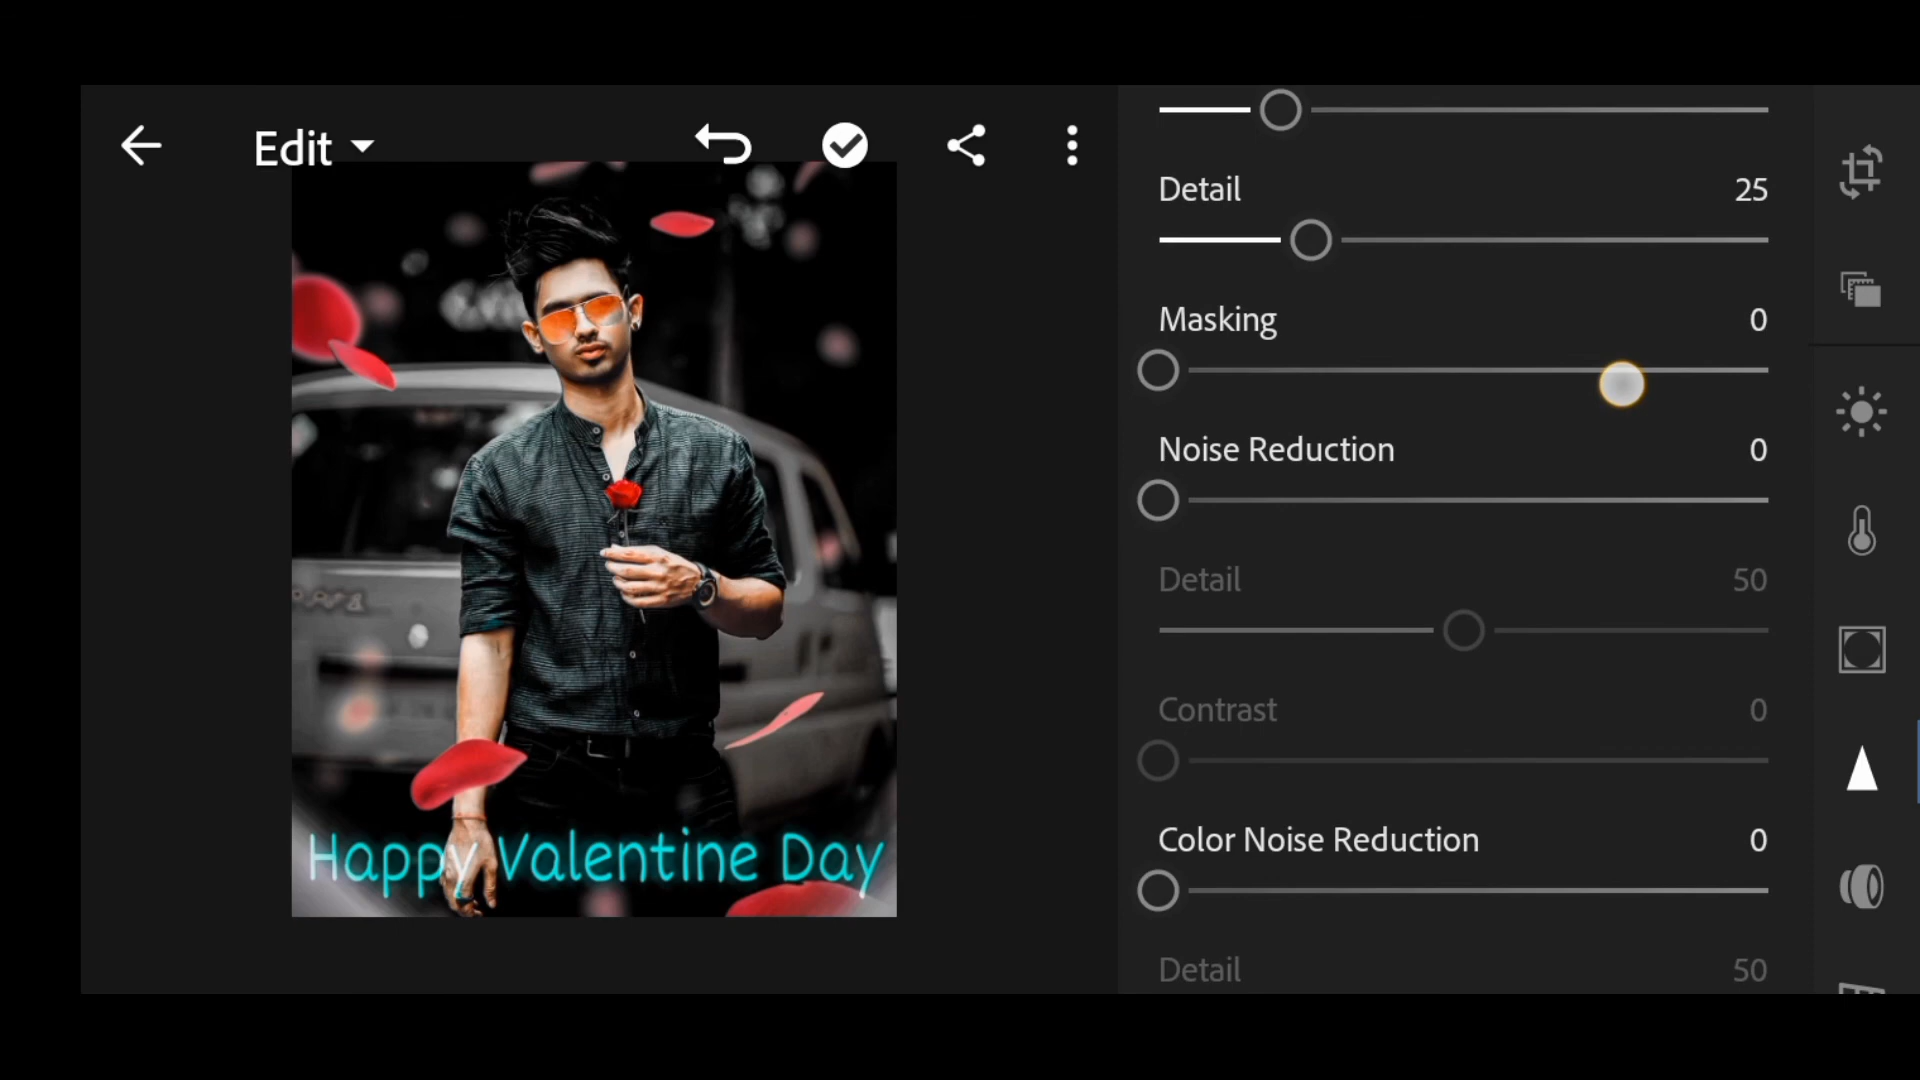 Edit
Detail 25
Masking 0
Noise Reduction 0
Detail 50
Contrast 0
Color Noise Reduction 0
Detail 50
Happy Valentine Day